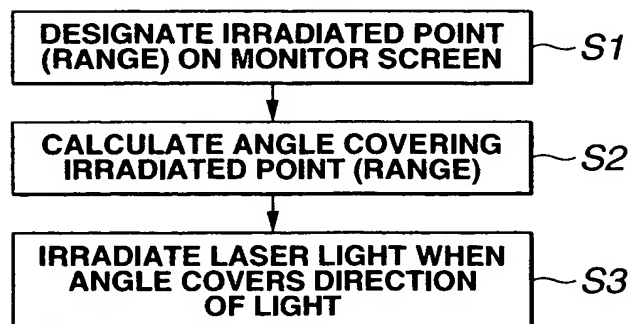 DESIGNATE IRRADIATED POINT
(RANGE) ON MONITOR SCREEN
S1
CALCULATE ANGLE COVERING
IRRADIATED POINT (RANGE)
S2
IRRADIATE LASER LIGHT WHEN
ANGLE COVERS DIRECTION
OF LIGHT
S3